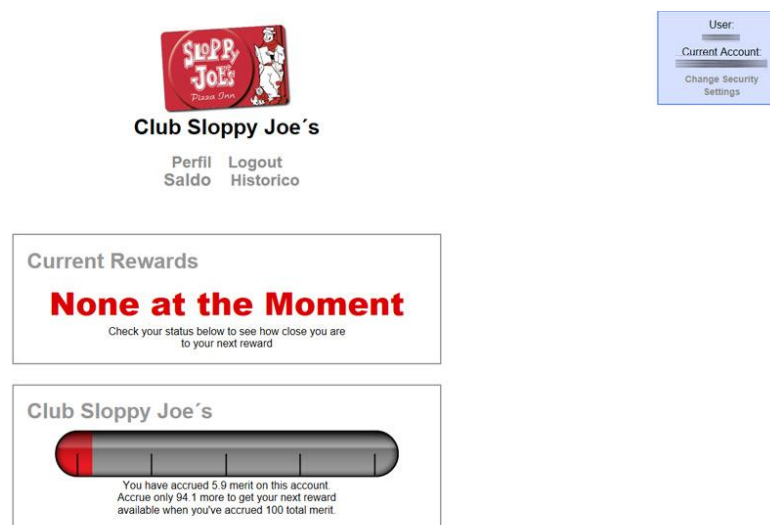 SLOPPY
JOE'S
Pizza Inn
Club Sloppy Joe´s
Perfil Logout
Saldo Historico
User:
Current Account:
Change Security
Settings
Current Rewards
None at the Moment
Check your status below to see how close you are
to your next reward
Club Sloppy Joe´s
You have accrued 5.9 merit on this account.
Accrue only 94.1 more to get your next reward
available when you've accrued 100 total merit.